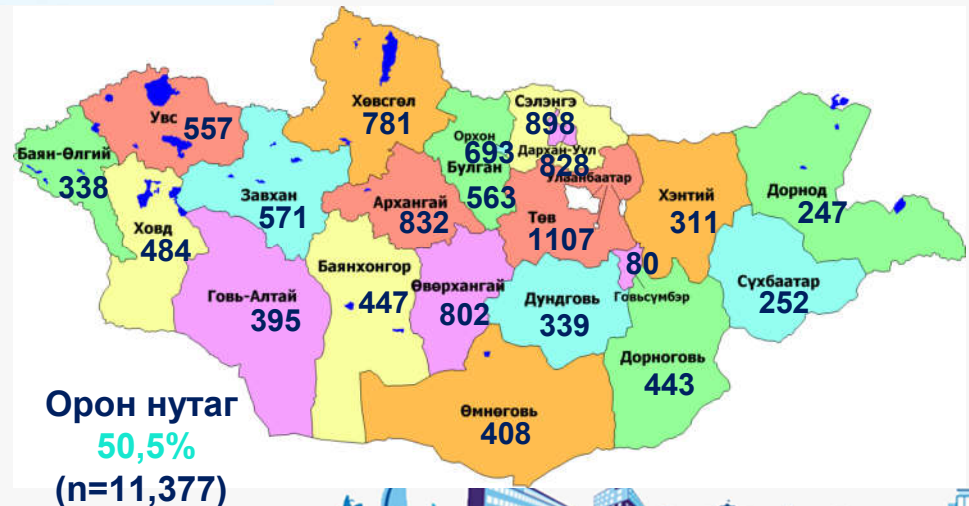 Хөвсгөл
781
Увс
557
Сэлэнгэ
898
Орхон
693
Дархан-Уул
828
Баян-Өлгий
338
Булган
563
Улаанбаатар
Завхан
571
Архангай
832
Хэнтий
311
Дорнод
247
Ховд
484
Төв
1107
Баянхонгор
447
Өвөрхангай
802
80
Говьсүмбэр
Говь-Алтай
395
Дундговь
339
Сүхбаатар
252
Дорноговь
443
Өмнөговь
408
Орон нутаг
50,5%
(n=11,377)